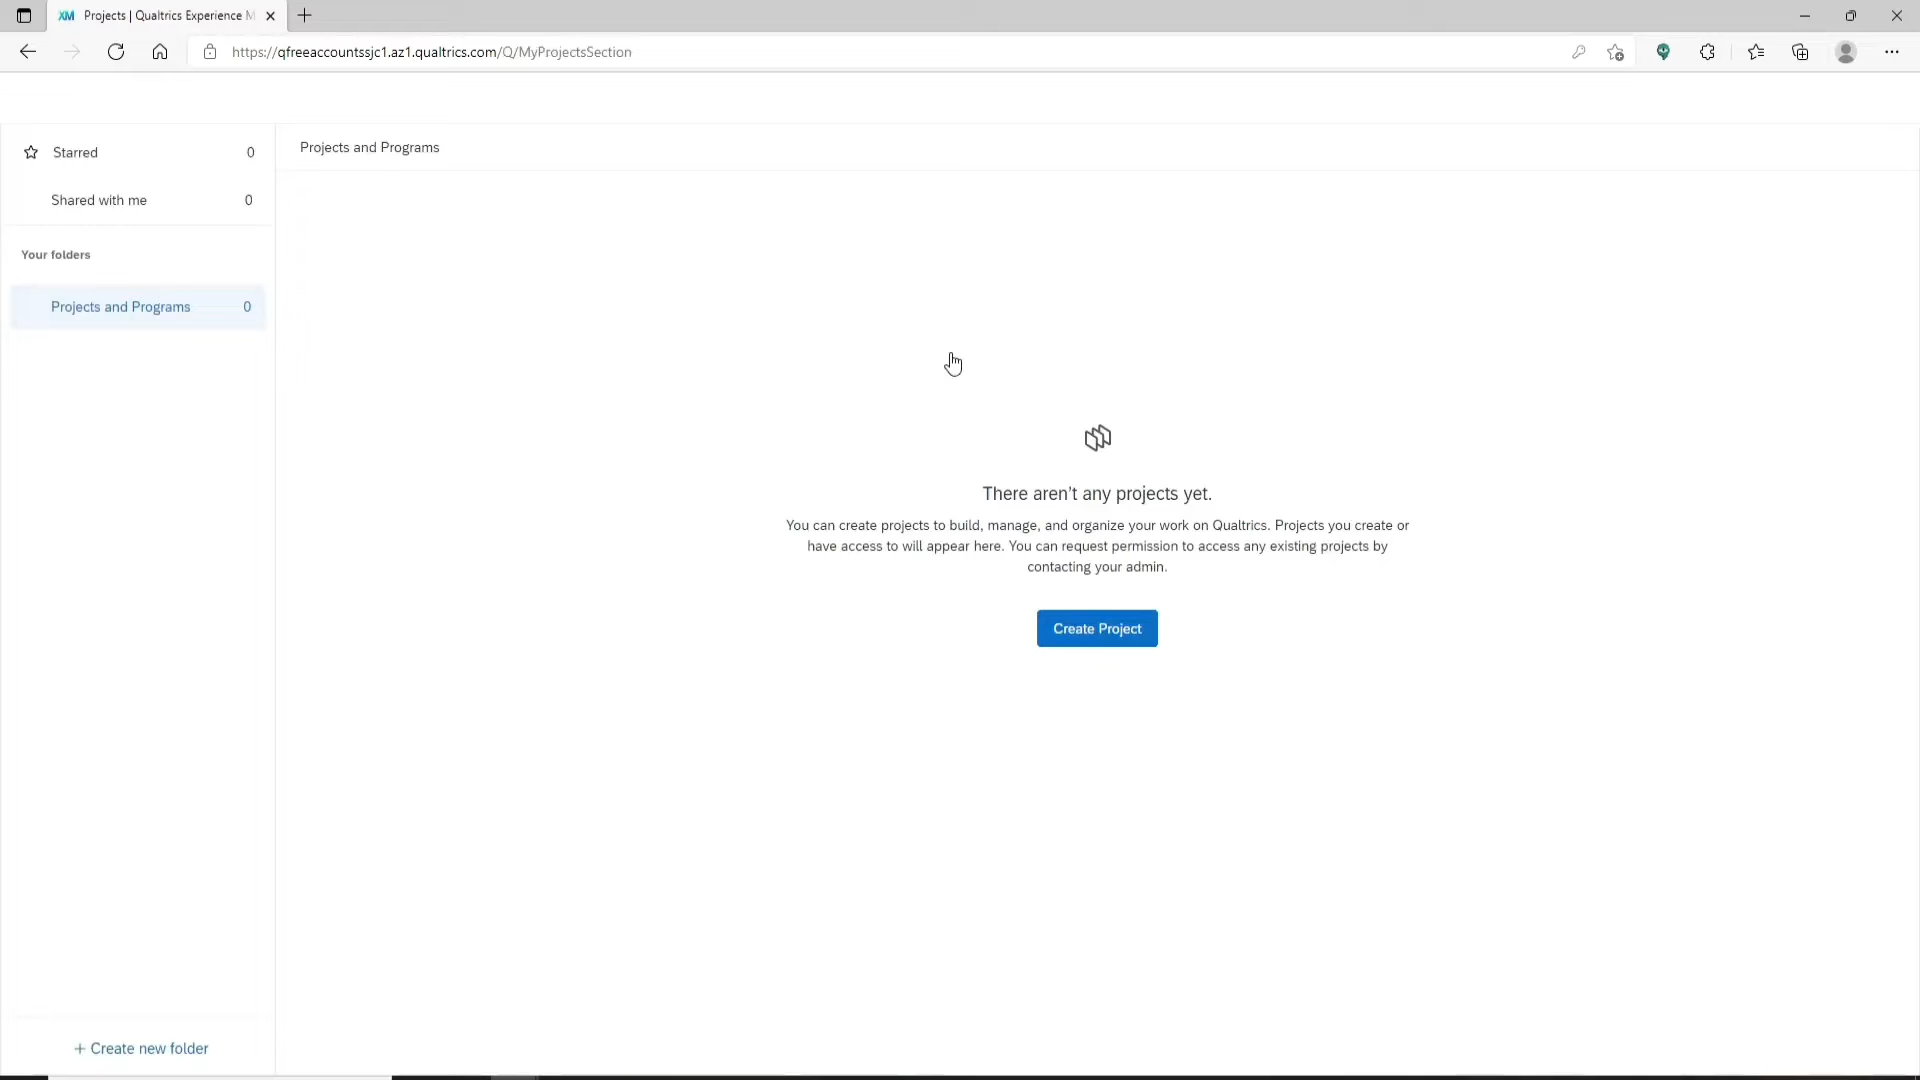 XM Projects | Qualtrics Experience M
https://qfreeaccountssjc1.az1.qualtrics.com/Q/MyProjectsSection
Starred 0
Shared with me 0
Your folders
Projects and Programs 0
+ Create new folder
Projects and Programs
There aren't any projects yet.
You can create projects to build, manage, and organize your work on Qualtrics. Projects you create or
have access to will appear here. You can request permission to access any existing projects by
contacting your admin.
Create Project